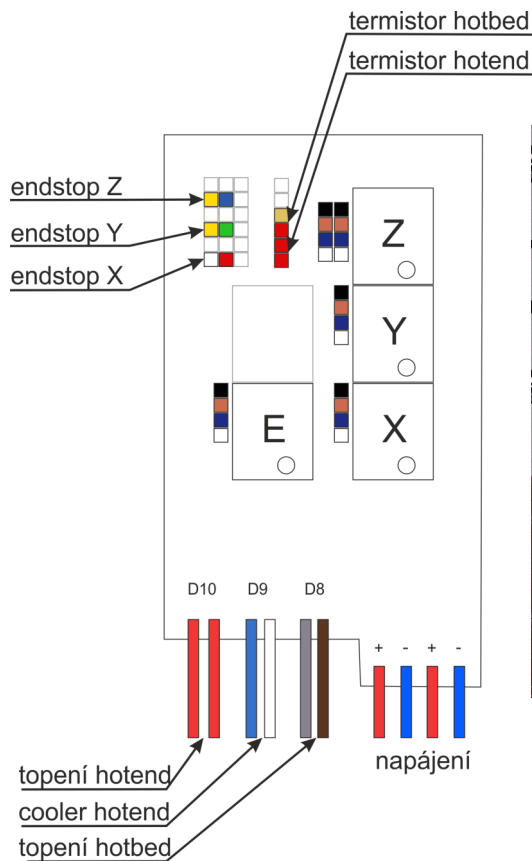 termistor hotbed
termistor hotend
endstop Z
endstop Y
endstop X
Z
Y
E
X
D10
D9
D8
+ - + -
napájení
topení hotend
cooler hotend
topení hotbed